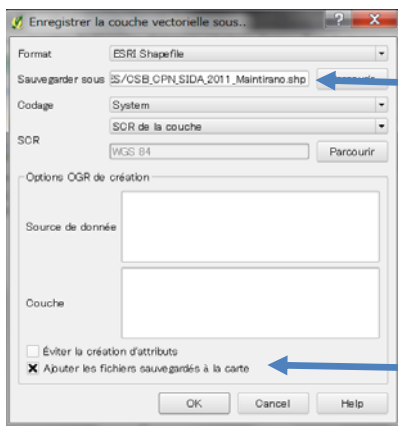 Enregistrer la couche vectorielle sous..
Format ESRI Shapefile
Sauvegarder sous ES/CSB_CPN_SIDA_2011_Maintirano.shp
Codage System
SCR de la couche
SCR
WGS 84 Parcourir
Options OGR de création
Source de donnée
Couche
Éviter la création d'attributs
Ajouter les fichiers sauvegardés à la carte
OK Cancel Help